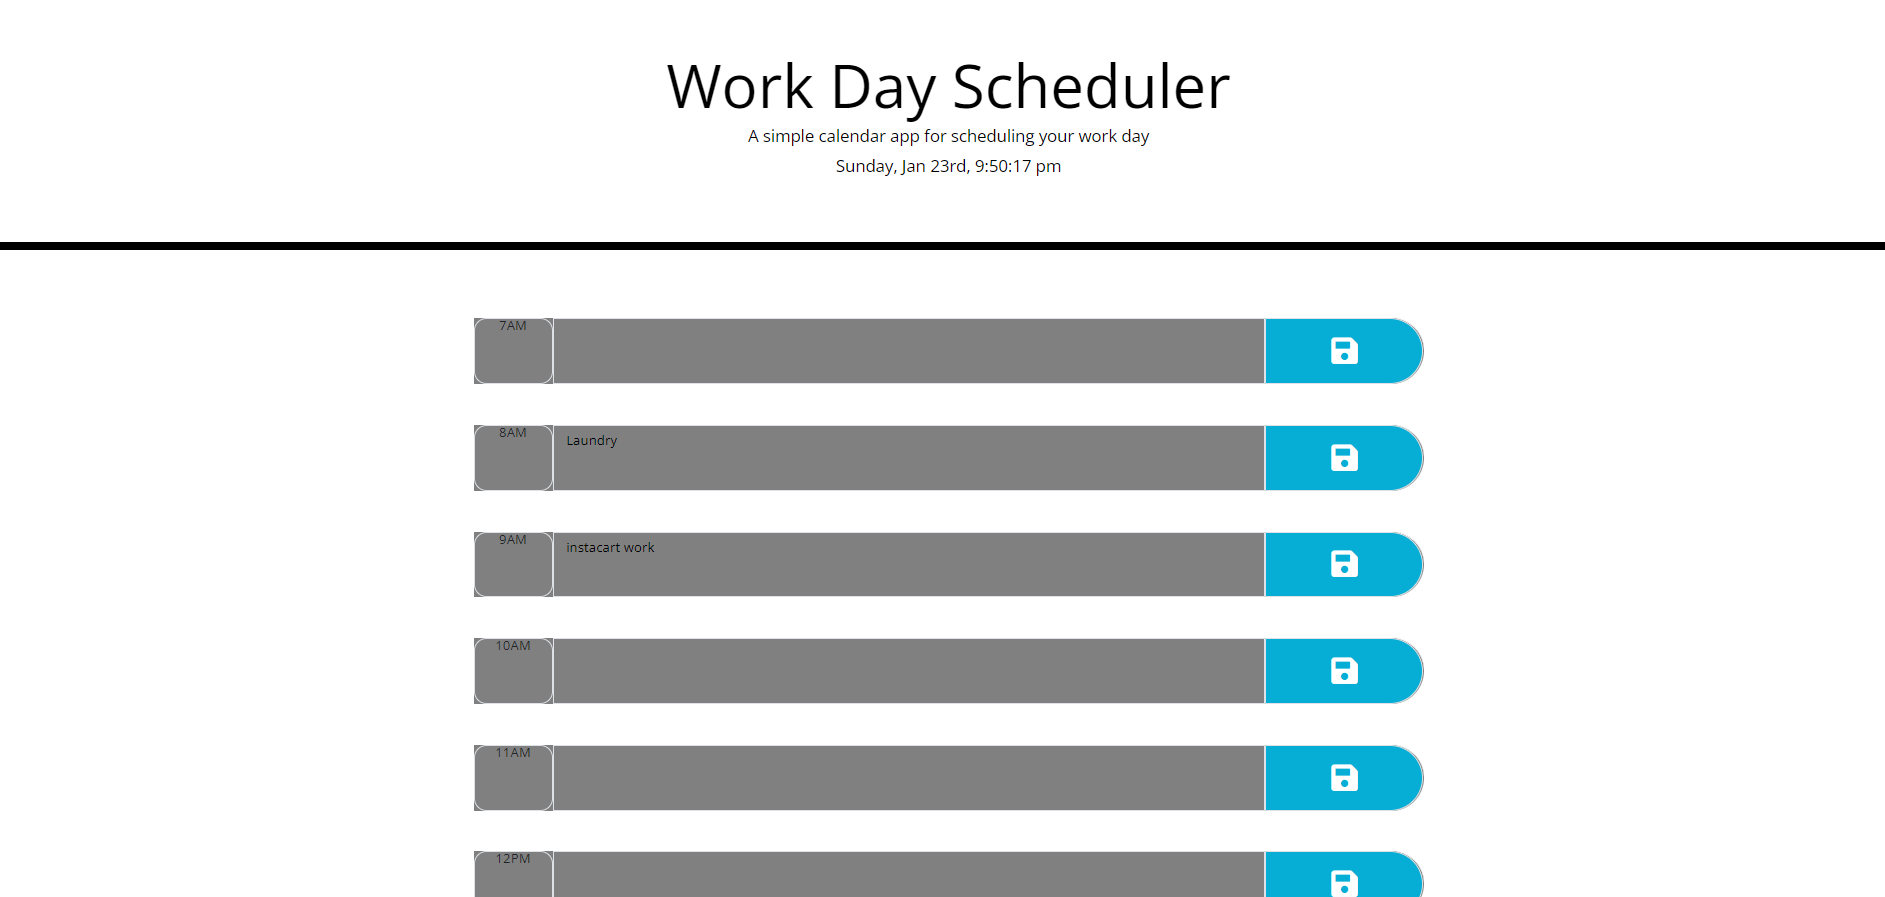 Work Day Scheduler
A simple calendar app for scheduling your work day
Sunday, Jan 23rd, 9:50:17 pm
7AM
8AM Laundry
9AM instacart work
10AM
11AM
12PM